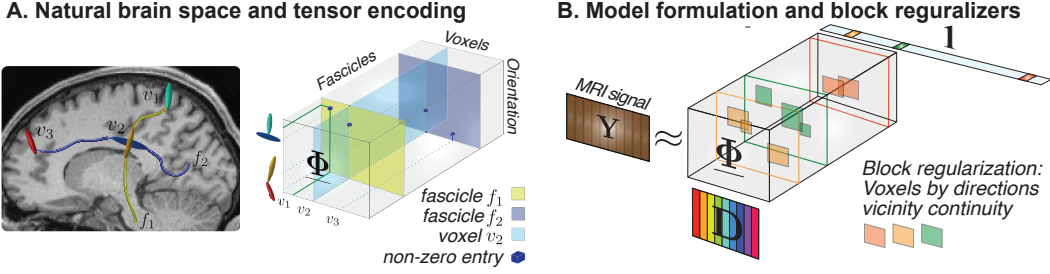 A. Natural brain space and tensor encoding
v1
v2
v3
f2
f1
Fascicles
Voxels
Orientation
Φ
v1 v2 v3
fascicle f1
fascicle f2
voxel v2
non-zero entry
B. Model formulation and block reguralizers
1
MRI signal
Y ≈
Φ
D
Block regularization:
Voxels by directions
vicinity continuity